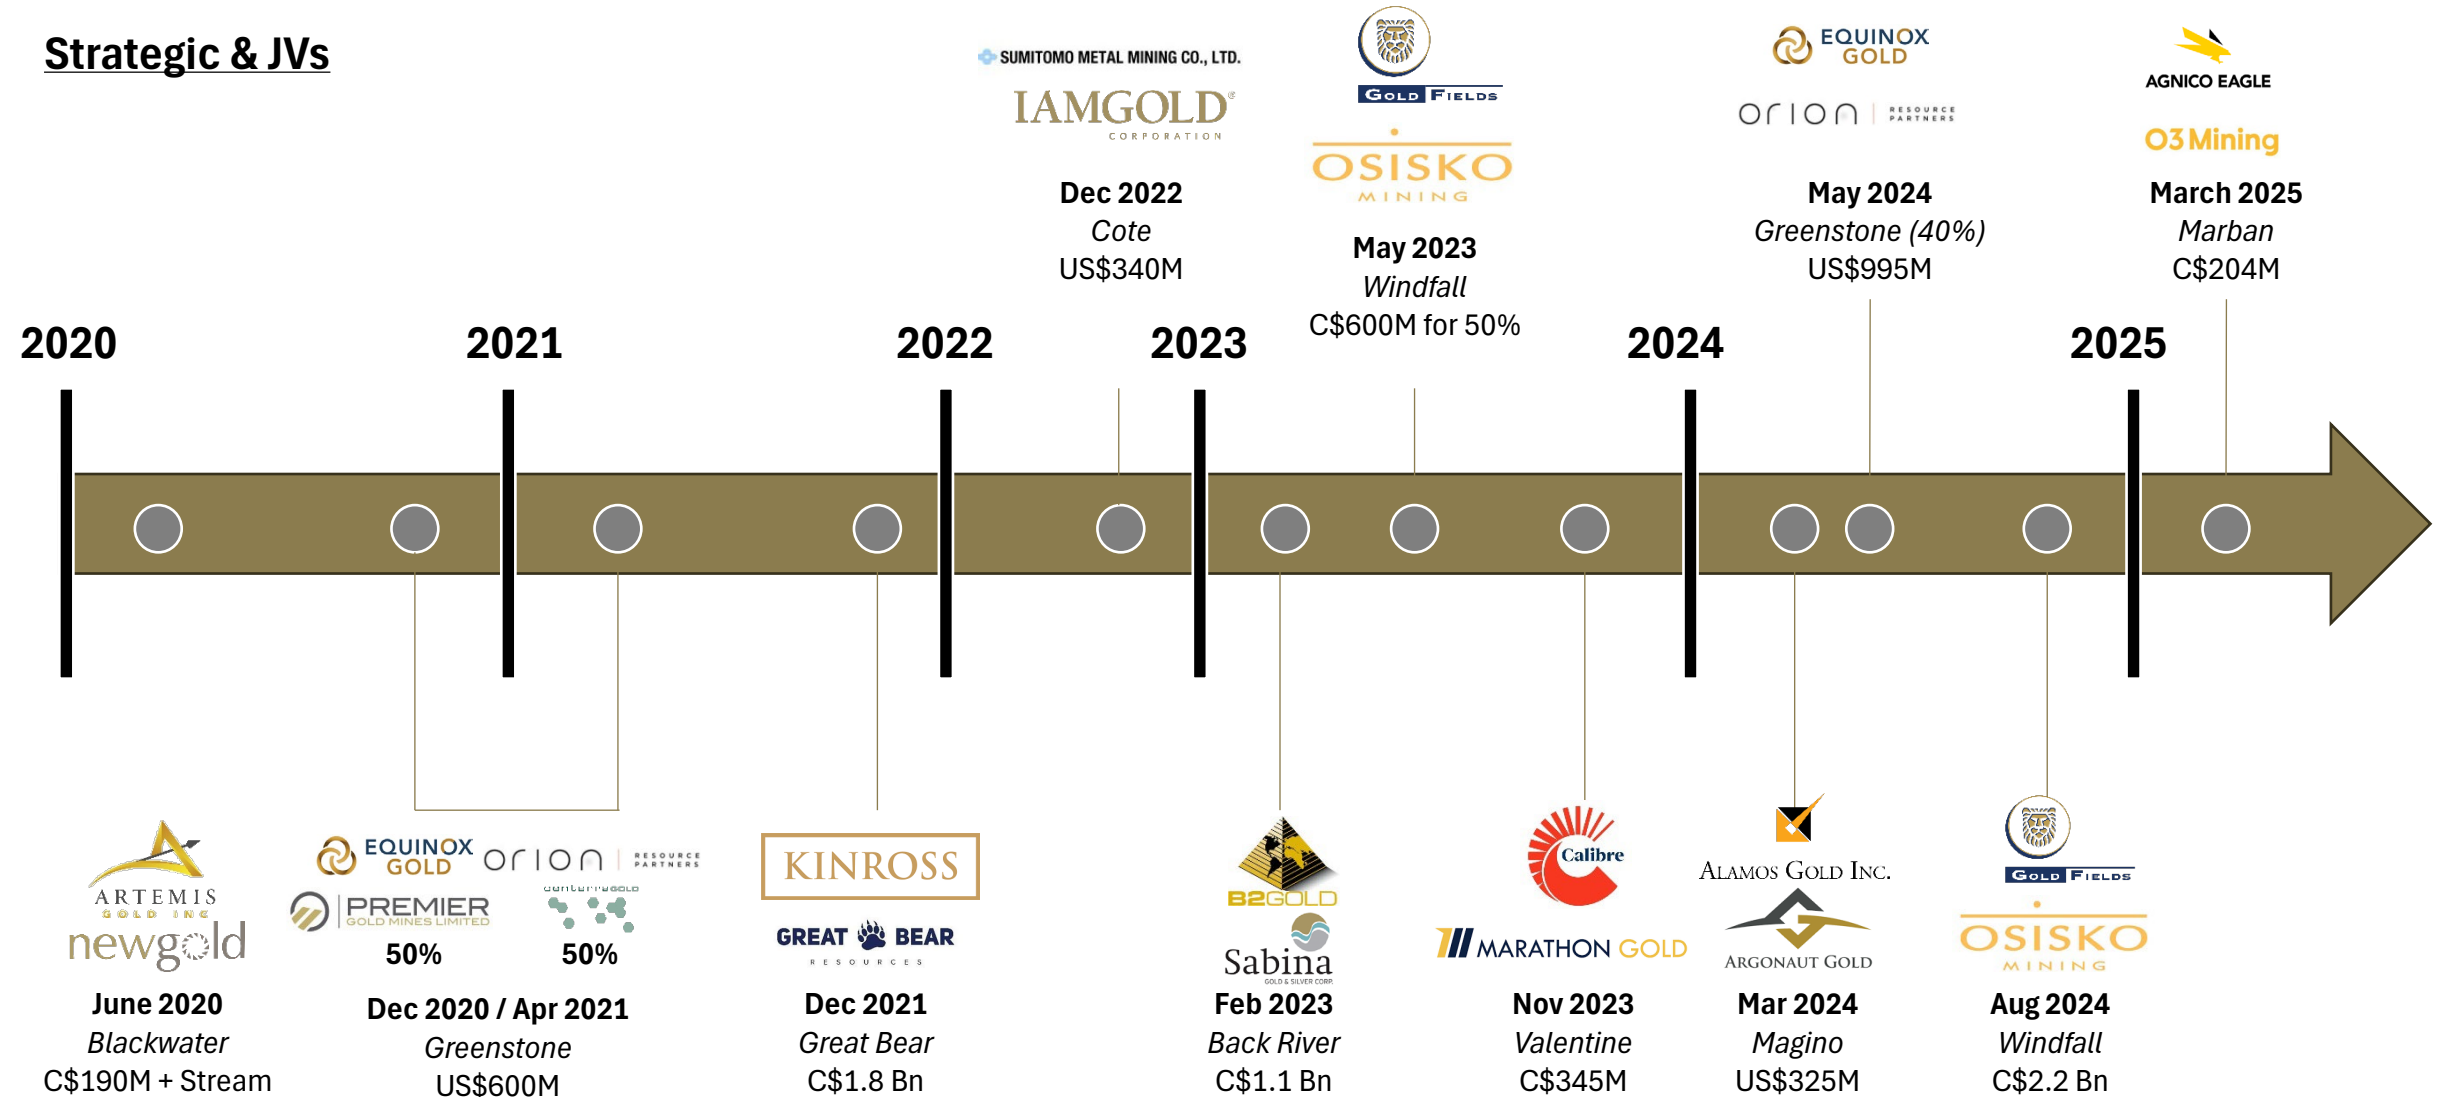 Strategic & JVs
SUMITOMO METAL MINING CO., LTD.
IAMGOLD®
CORPORATION
Dec 2022
Cote
US$340M
GOLD FIELDS
OSISKO
MINING
May 2023
Windfall
C$600M for 50%
EQUINOX
GOLD
orion RESOURCE
PARTNERS
May 2024
Greenstone (40%)
US$995M
AGNICO EAGLE
O3 Mining
March 2025
Marban
C$204M
2020
2021
2022
2023
2024
2025
ARTEMIS
GOLD INC
newgold
June 2020
Blackwater
C$190M + Stream
EQUINOX
GOLD
orion RESOURCE
PARTNERS
PREMIER
GOLD MINES LIMITED
centerraGOLD
50%
50%
Dec 2020 / Apr 2021
Greenstone
US$600M
KINROSS
GREAT BEAR
RESOURCES
Dec 2021
Great Bear
C$1.8 Bn
B2GOLD
Sabina
GOLD & SILVER CORP.
Feb 2023
Back River
C$1.1 Bn
Calibre
MARATHON GOLD
Nov 2023
Valentine
C$345M
ALAMOS GOLD INC.
ARGONAUT GOLD
Mar 2024
Magino
US$325M
GOLD FIELDS
OSISKO
MINING
Aug 2024
Windfall
C$2.2 Bn